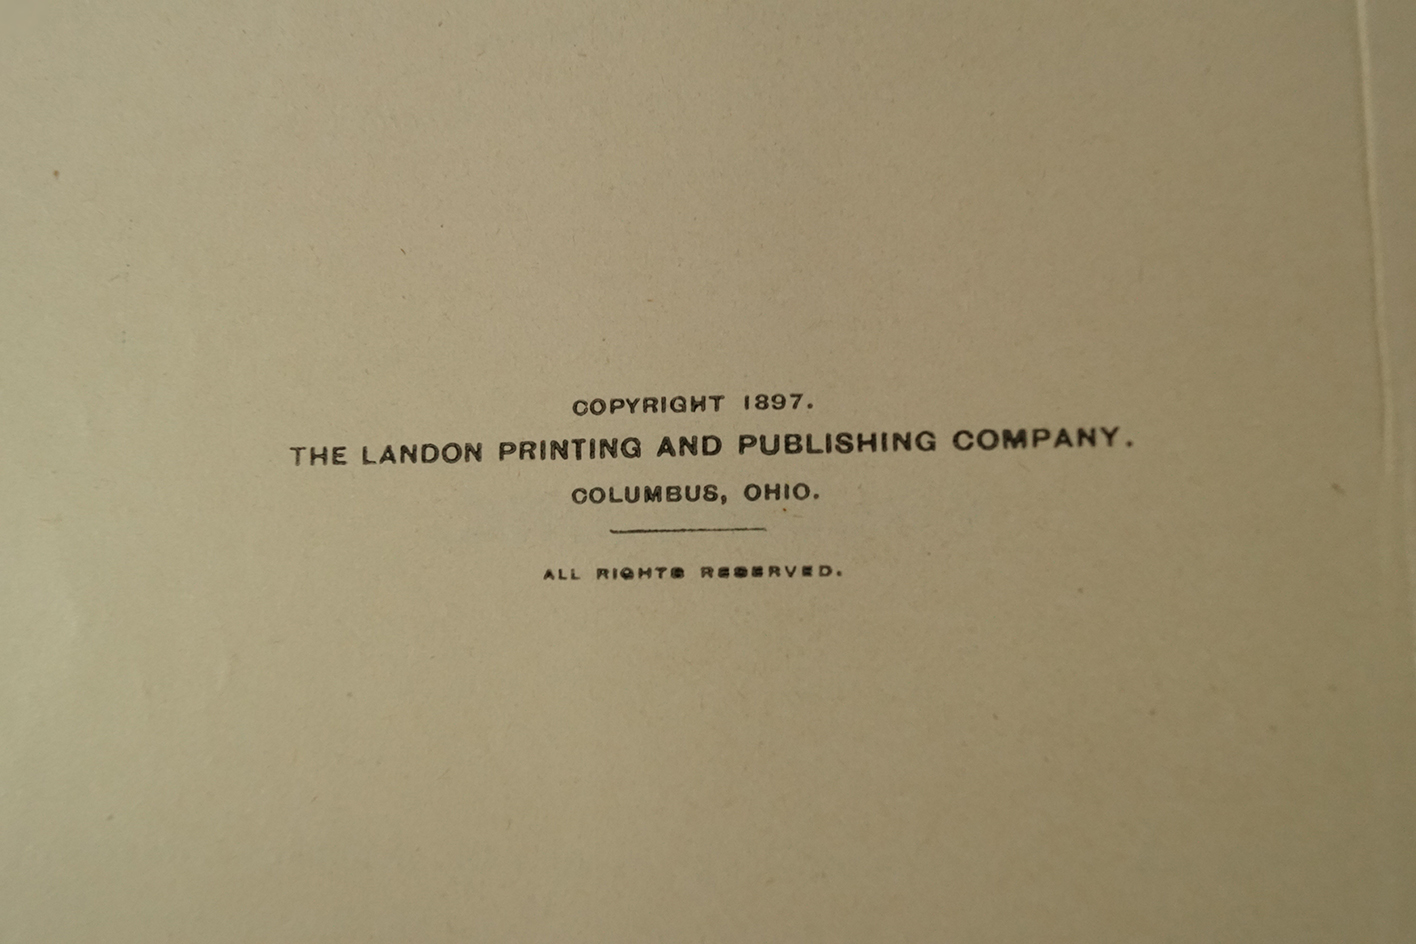 COPYRIGHT 1897.
THE LANDON PRINTING AND PUBLISHING COMPANY.
COLUMBUS, OHIO.
ALL RIGHTS RESERVED.